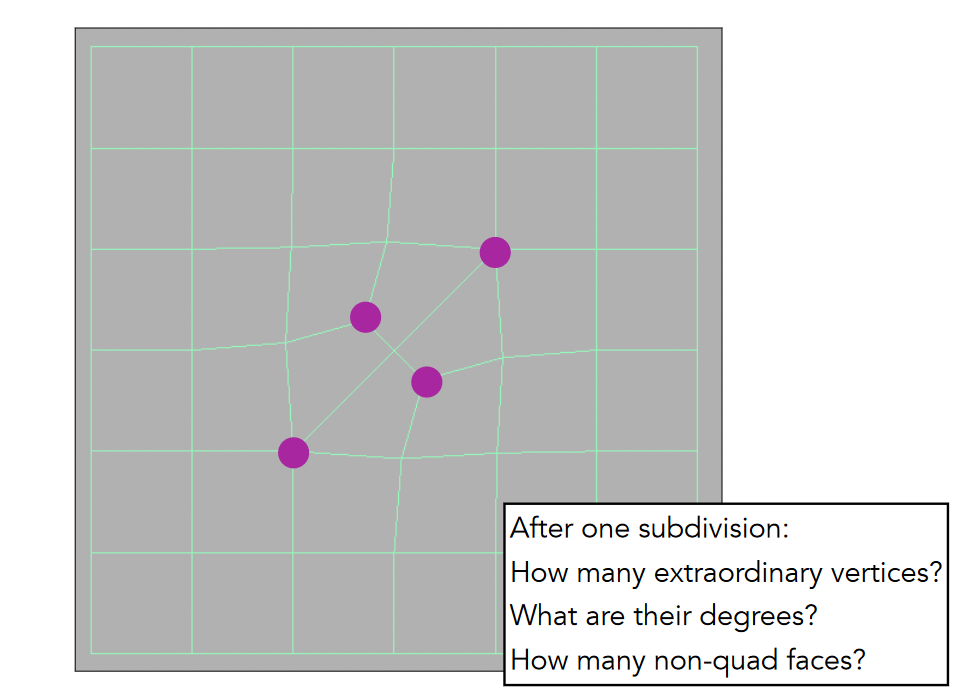 After one subdivision:
How many extraordinary vertices?
What are their degrees?
How many non-quad faces?